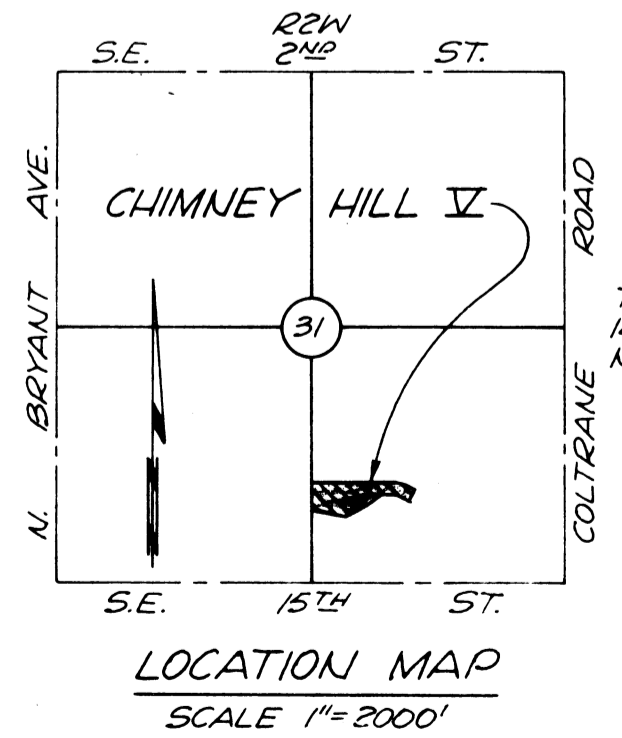 R2W
S.E. 2ND ST.
N. BRYANT AVE.
CHIMNEY HILL V
COLTRANE ROAD
31
S.E. 15TH ST.
LOCATION MAP
SCALE 1"=2000'